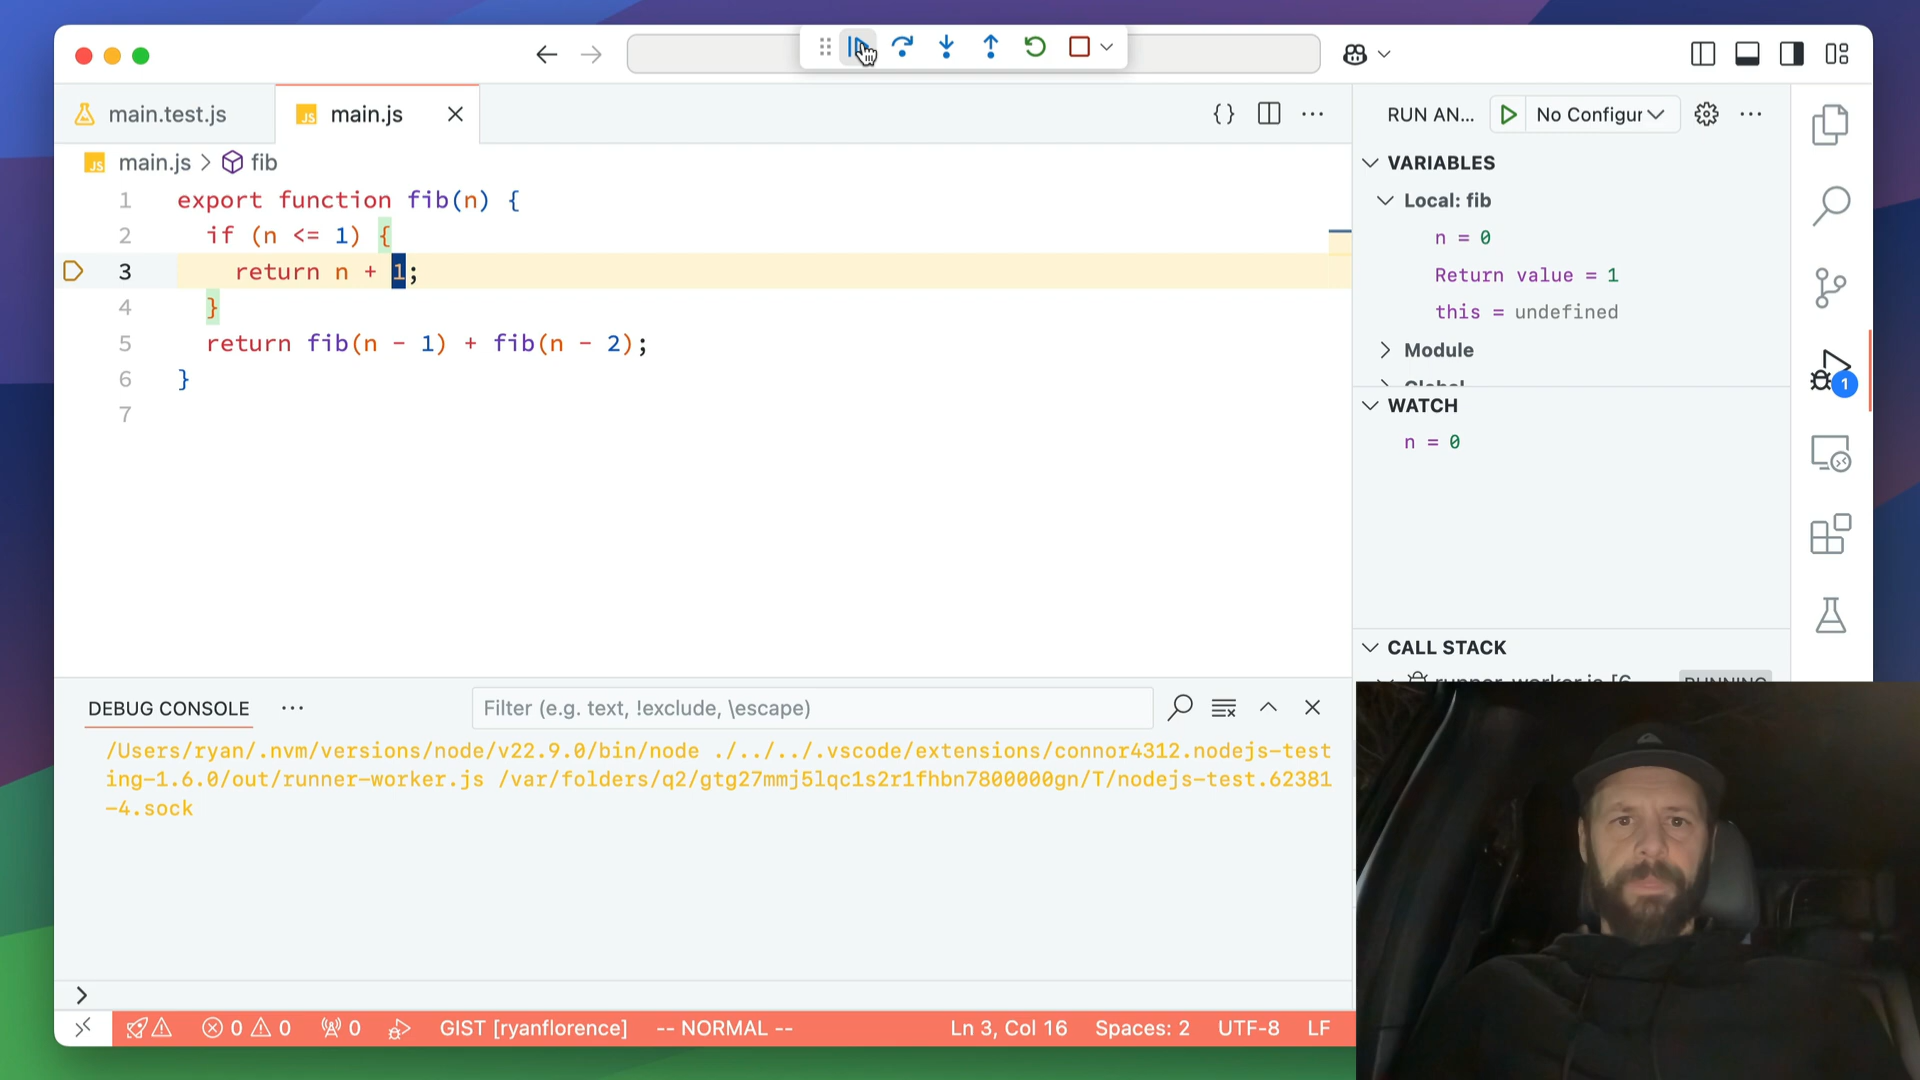 main.test.js
JS main.js
RUN AN... No Configur
JS main.js > fib
1 export function fib(n) {
2 if (n <= 1) {
3 return n + 1;
4 }
5 return fib(n - 1) + fib(n - 2);
6 }
7
VARIABLES
Local: fib
n = 0
Return value = 1
this = undefined
Module
Global
1
WATCH
n = 0
CALL STACK
RUNNING
DEBUG CONSOLE
Filter (e.g. text, !exclude, \escape)
/Users/ryan/.nvm/versions/node/v22.9.0/bin/node ./../../.vscode/extensions/connor4312.nodejs-test
ing-1.6.0/out/runner-worker.js /var/folders/q2/gtg27mmj5lqc1s2r1fhbn7800000gn/T/nodejs-test.62381
-4.sock
>
0 0 0 GIST [ryanflorence] -- NORMAL -- Ln 3, Col 16 Spaces: 2 UTF-8 LF